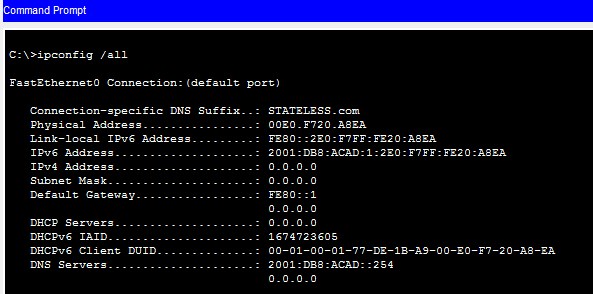 Command Prompt
C:\>ipconfig /all
FastEthernet0 Connection:(default port)
Connection-specific DNS Suffix..: STATELESS.com
Physical Address................: 00E0.F720.A8EA
Link-local IPv6 Address.........: FE80::2E0:F7FF:FE20:A8EA
IPv6 Address....................: 2001:DB8:ACAD:1:2E0:F7FF:FE20:A8EA
IPv4 Address....................: 0.0.0.0
Subnet Mask.....................: 0.0.0.0
Default Gateway.................: FE80::1
0.0.0.0
DHCP Servers....................: 0.0.0.0
DHCPv6 IAID.....................: 1674723605
DHCPv6 Client DUID..............: 00-01-00-01-77-DE-1B-A9-00-E0-F7-20-A8-EA
DNS Servers.....................: 2001:DB8:ACAD::254
0.0.0.0